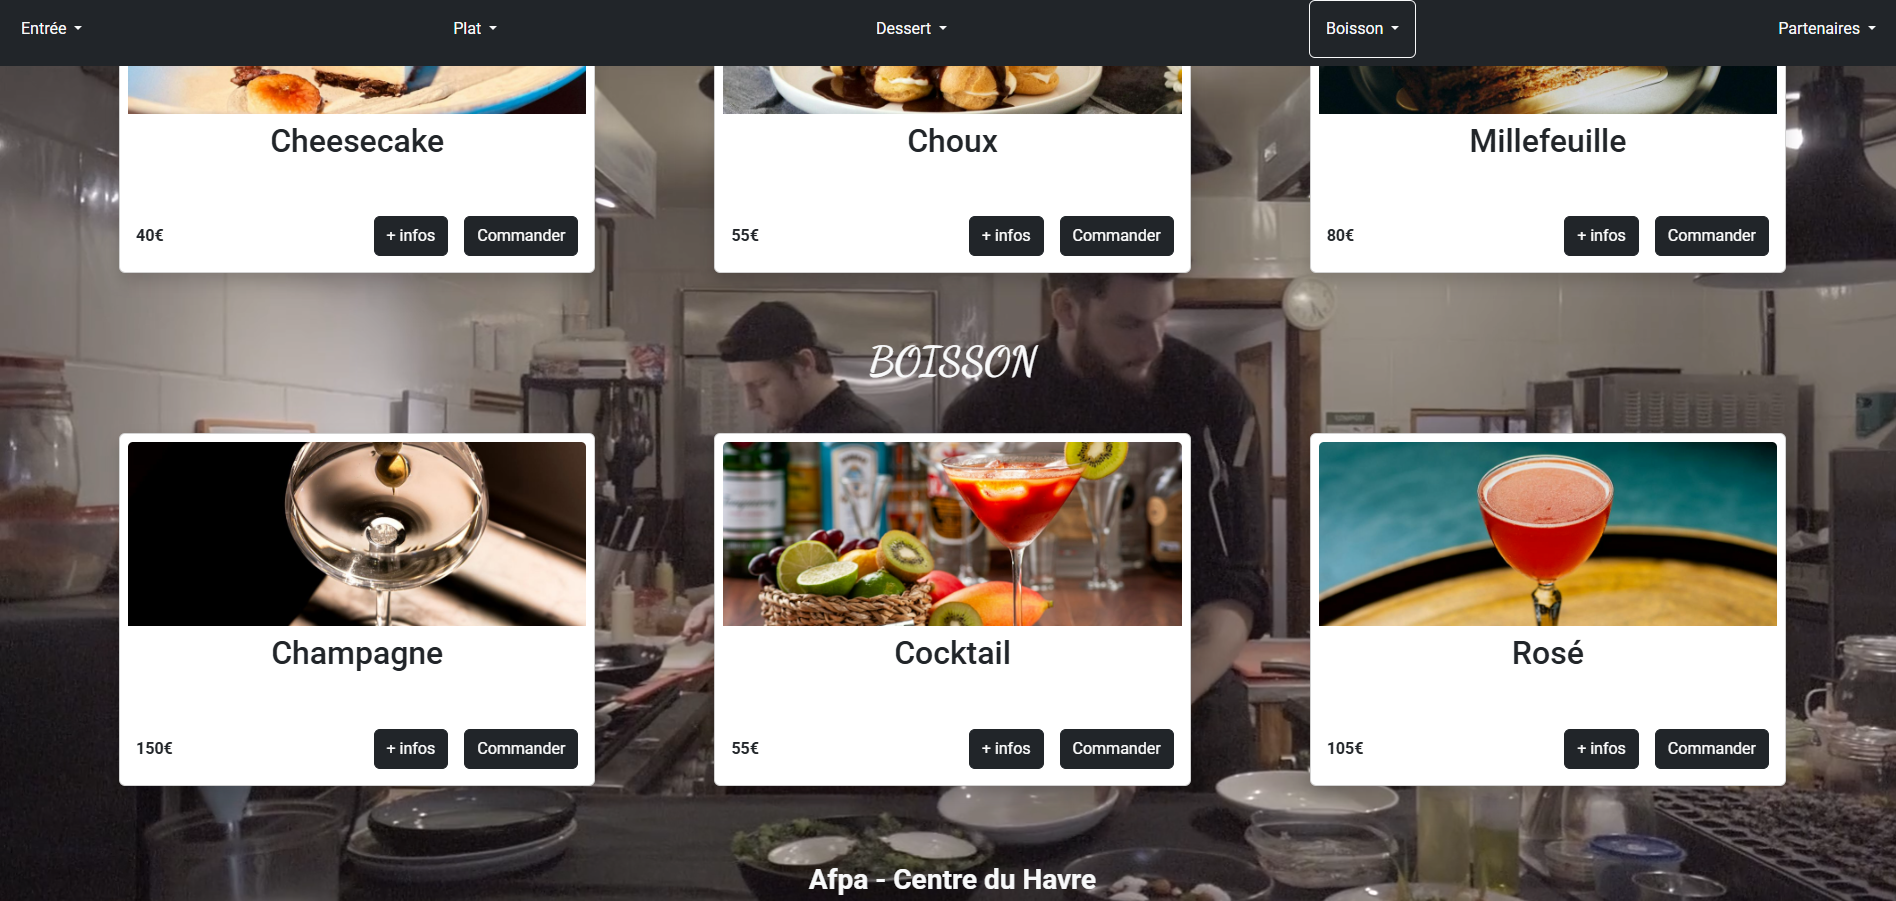 Entrée
Plat
Dessert
Boisson
Partenaires
Cheesecake
40€
+ infos
Commander
Choux
55€
+ infos
Commander
Millefeuille
80€
+ infos
Commander
BOISSON
Champagne
150€
+ infos
Commander
Cocktail
55€
+ infos
Commander
Rosé
105€
+ infos
Commander
Afpa - Centre du Havre